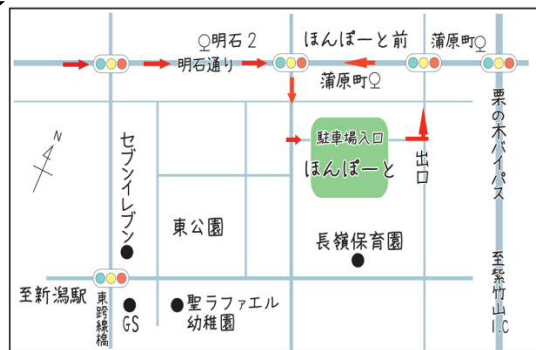 明石2
ほんぽーと前
蒲原町
明石通り
蒲原町
N
セブンイレブン
駐車場入口
ほんぽーと
出口
栗の木バイパス
東公園
長嶺保育園
至新潟駅
東跨線橋
GS
聖ラファエル
幼稚園
至紫竹山I.C